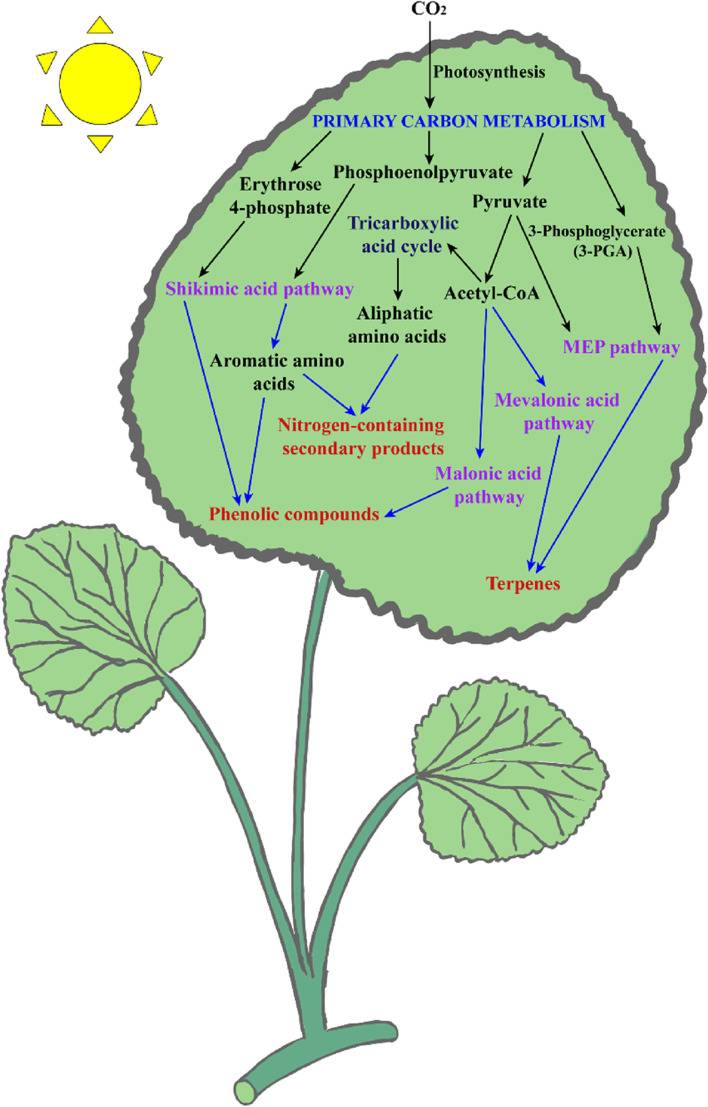 CO₂
Photosynthesis
PRIMARY CARBON METABOLISM
Erythrose
4-phosphate
Phosphoenolpyruvate
Pyruvate
3-Phosphoglycerate
(3-PGA)
Tricarboxylic
acid cycle
Shikimic acid pathway
Acetyl-CoA
Aliphatic
amino acids
MEP pathway
Aromatic amino
acids
Mevalonic acid
pathway
Nitrogen-containing
secondary products
Malonic acid
pathway
Phenolic compounds
Terpenes